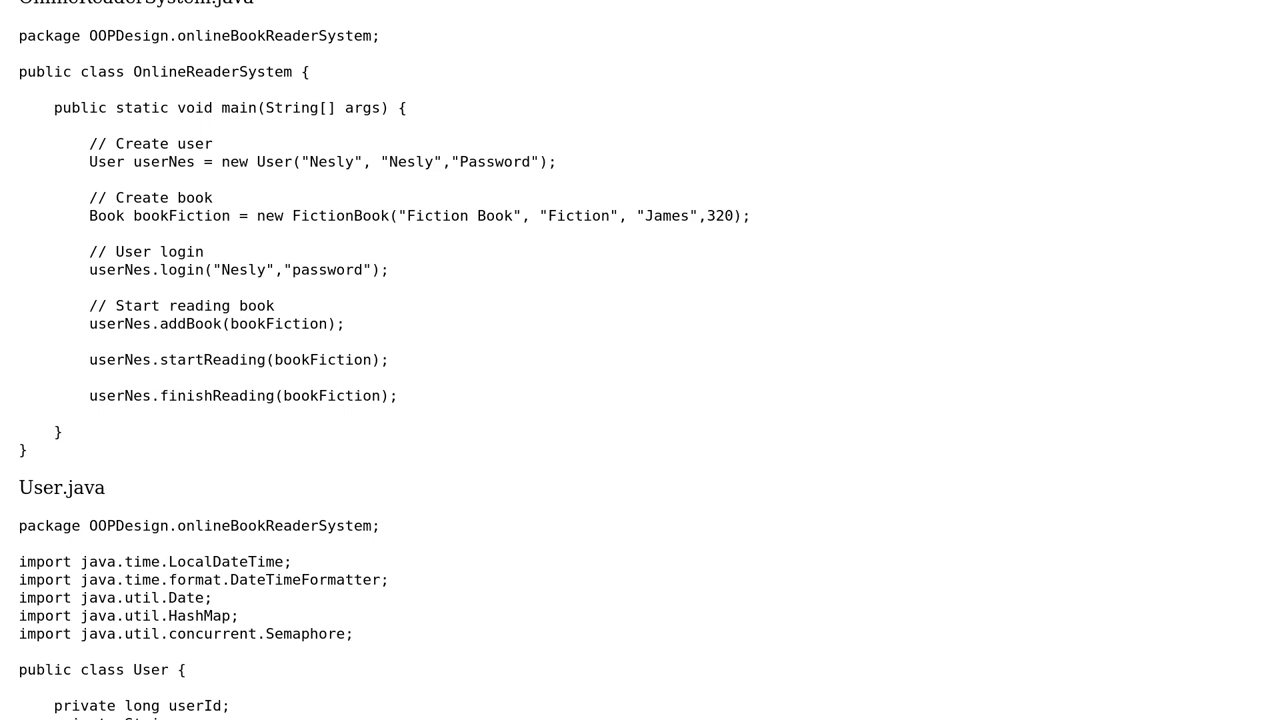 OnlineReaderSystem.java
package OOPDesign.onlineBookReaderSystem;
public class OnlineReaderSystem {
public static void main(String[] args) {
// Create user
User userNes = new User("Nesly", "Nesly","Password");
// Create book
Book bookFiction = new FictionBook("Fiction Book", "Fiction", "James",320);
// User login
userNes.login("Nesly","password");
// Start reading book
userNes.addBook(bookFiction);
userNes.startReading(bookFiction);
userNes.finishReading(bookFiction);
}
}
User.java
package OOPDesign.onlineBookReaderSystem;
import java.time.LocalDateTime;
import java.time.format.DateTimeFormatter;
import java.util.Date;
import java.util.HashMap;
import java.util.concurrent.Semaphore;
public class User {
private long userId;